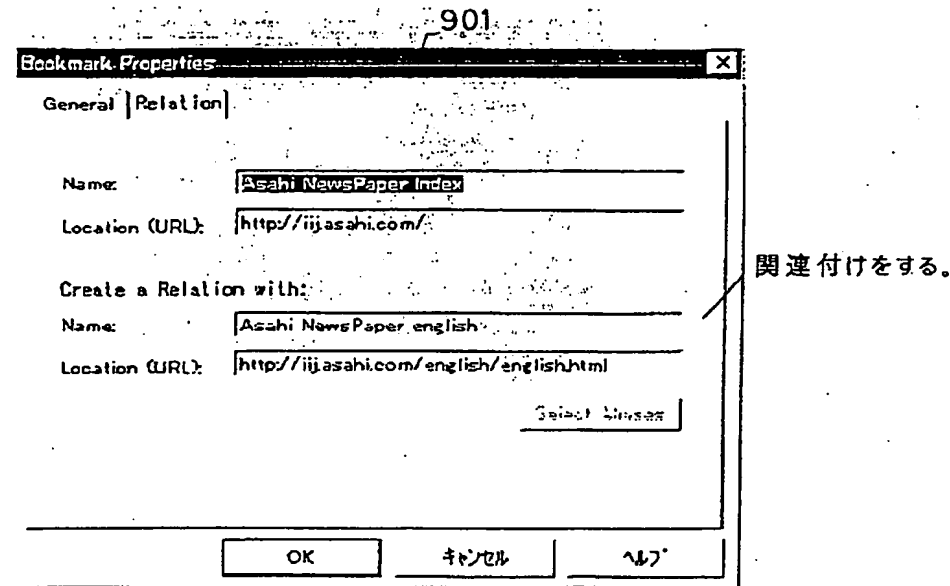 901
Bookmark Properties
General Relation
Name: Asahi NewsPaper Index
Location (URL): http://iij.asahi.com/
関連付けをする。
Create a Relation with:
Name: Asahi NewsPaper english
Location (URL): http://iij.asahi.com/english/english.html
Select
OK キャンセル ヘルプ